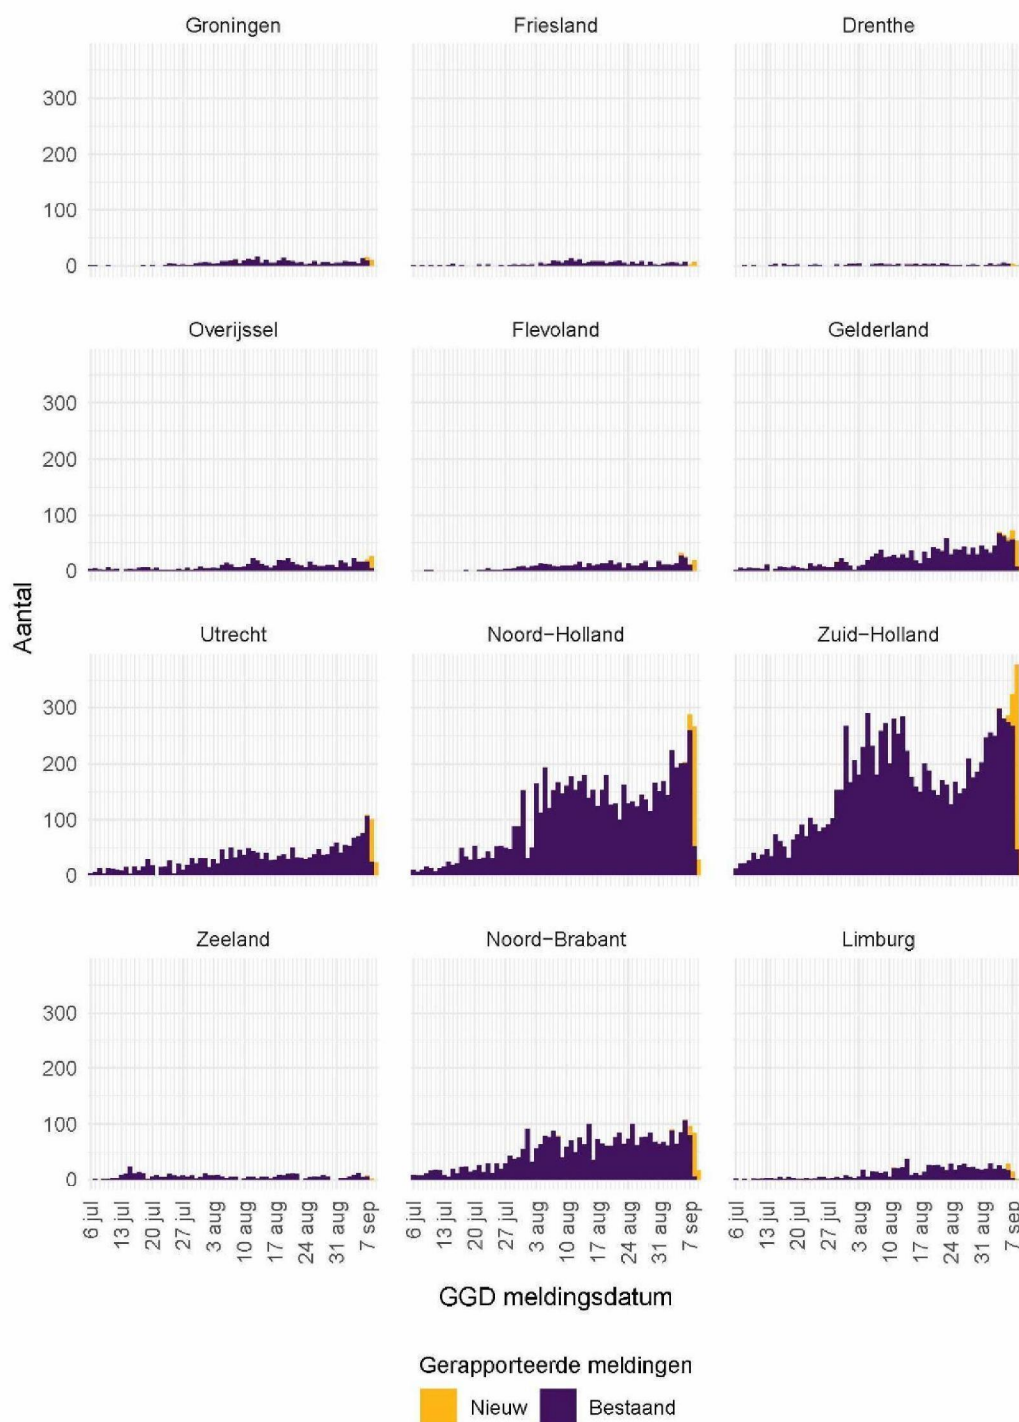 Groningen Friesland Drenthe
300
200
100
0
Overijssel Flevoland Gelderland
300
200
100
0
Aantal
Utrecht Noord-Holland Zuid-Holland
300
200
100
0
Zeeland Noord-Brabant Limburg
300
200
100
0
6 jul 13 jul 20 jul 27 jul 3 aug 10 aug 17 aug 24 aug 31 aug 7 sep 6 jul 13 jul 20 jul 27 jul 3 aug 10 aug 17 aug 24 aug 31 aug 7 sep 6 jul 13 jul 20 jul 27 jul 3 aug 10 aug 17 aug 24 aug 31 aug 7 sep
GGD meldingsdatum
Gerapporteerde meldingen
Nieuw Bestaand